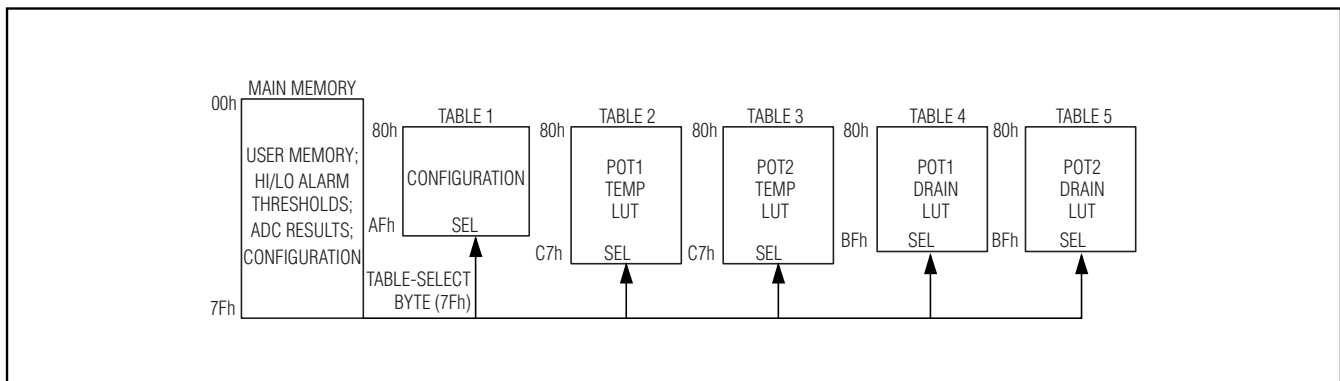 MAIN MEMORY
00h
USER MEMORY;
HI/LO ALARM
THRESHOLDS;
ADC RESULTS;
CONFIGURATION
7Fh
TABLE-SELECT
BYTE (7Fh)
TABLE 1
80h
CONFIGURATION
SEL
AFh
TABLE 2
80h
POT1
TEMP
LUT
SEL
C7h
TABLE 3
80h
POT2
TEMP
LUT
SEL
C7h
TABLE 4
80h
POT1
DRAIN
LUT
SEL
BFh
TABLE 5
80h
POT2
DRAIN
LUT
SEL
BFh